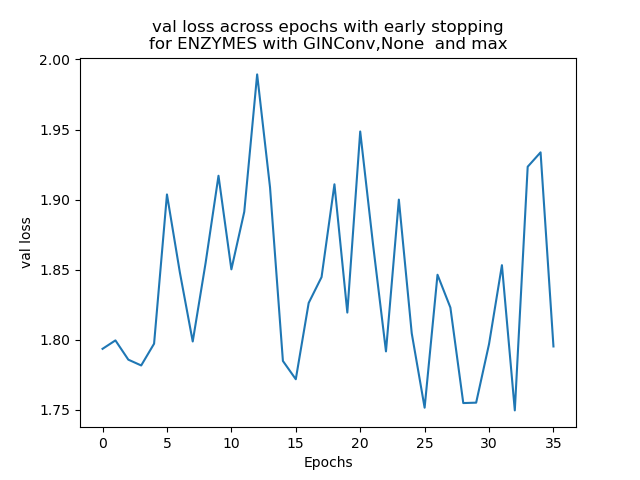 val loss across epochs with early stopping
for ENZYMES with GINConv,None  and max
2.00
1.95
1.90
1.85
1.80
1.75
val loss
0 5 10 15 20 25 30 35
Epochs